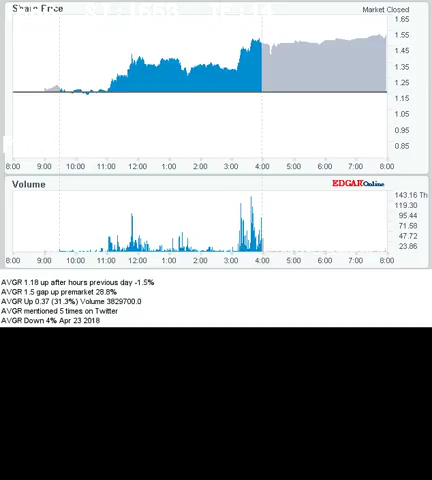 Share Price
Market Closed
1.65
1.55
1.45
1.35
1.25
1.15
1.05
0.95
0.85
8:00 9:00 10:00 11:00 12:00 1:00 2:00 3:00 4:00 5:00 6:00 7:00 8:00
Volume
EDGAROnline
143.16 Th
119.30
95.44
71.58
47.72
23.86
8:00 9:00 10:00 11:00 12:00 1:00 2:00 3:00 4:00 5:00 6:00 7:00 8:00
AVGR 1.18 up after hours previous day -1.5%
AVGR 1.5 gap up premarket 28.8%
AVGR Up 0.37 (31.3%) Volume 3829700.0
AVGR mentioned 5 times on Twitter
AVGR Down 4% Apr 23 2018